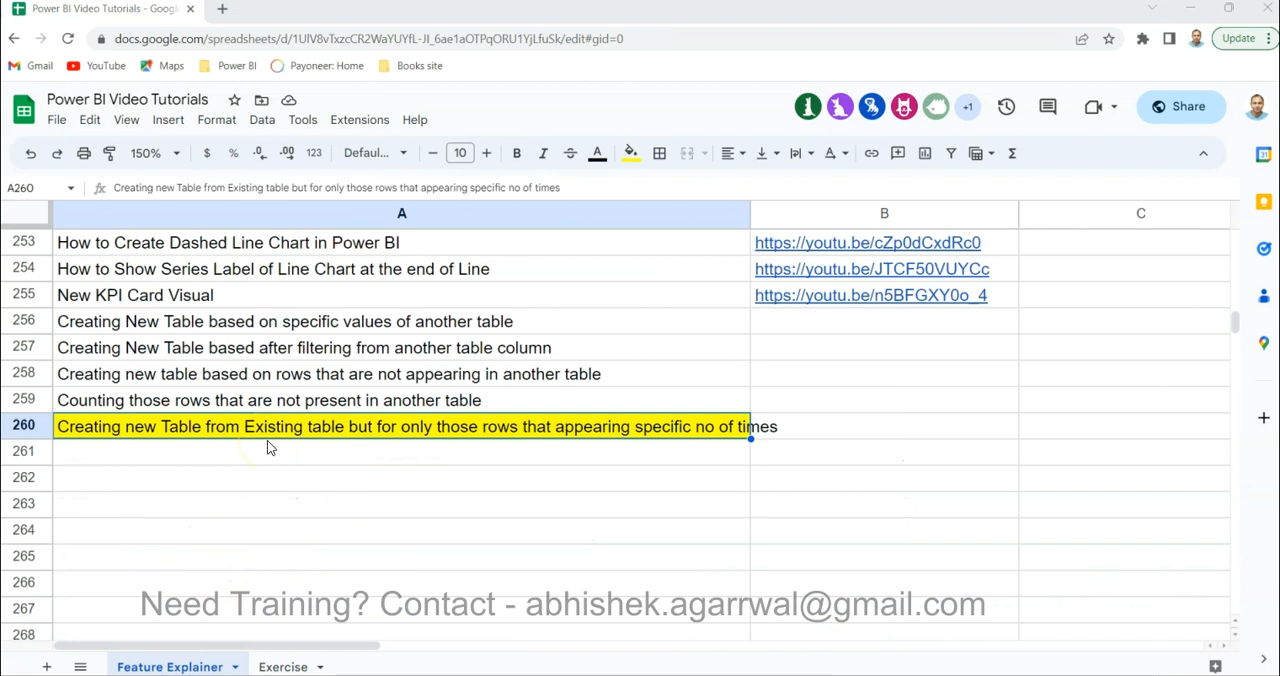 Power BI Video Tutorials - Googl
docs.google.com/spreadsheets/d/1UlV8vTxzcCR2WaYUYfL-JI_6ae1aOTPqORU1YjLfuSk/edit#gid=0
Update
Gmail YouTube Maps Power BI Payoneer: Home Books site
Power BI Video Tutorials
+1
Share
File Edit View Insert Format Data Tools Extensions Help
150% $ % .0 .00 123 Defaul... 10 B I A
A260 fx Creating new Table from Existing table but for only those rows that appearing specific no of times
A B C
253 How to Create Dashed Line Chart in Power BI https://youtu.be/cZp0dCxdRc0
254 How to Show Series Label of Line Chart at the end of Line https://youtu.be/JTCF50VUYCc
255 New KPI Card Visual https://youtu.be/n5BFGXY0o_4
256 Creating New Table based on specific values of another table
257 Creating New Table based after filtering from another table column
258 Creating new table based on rows that are not appearing in another table
259 Counting those rows that are not present in another table
260 Creating new Table from Existing table but for only those rows that appearing specific no of times
261
262
263
264
265
266
267
268
Need Training? Contact - abhishek.agarrwal@gmail.com
Feature Explainer Exercise